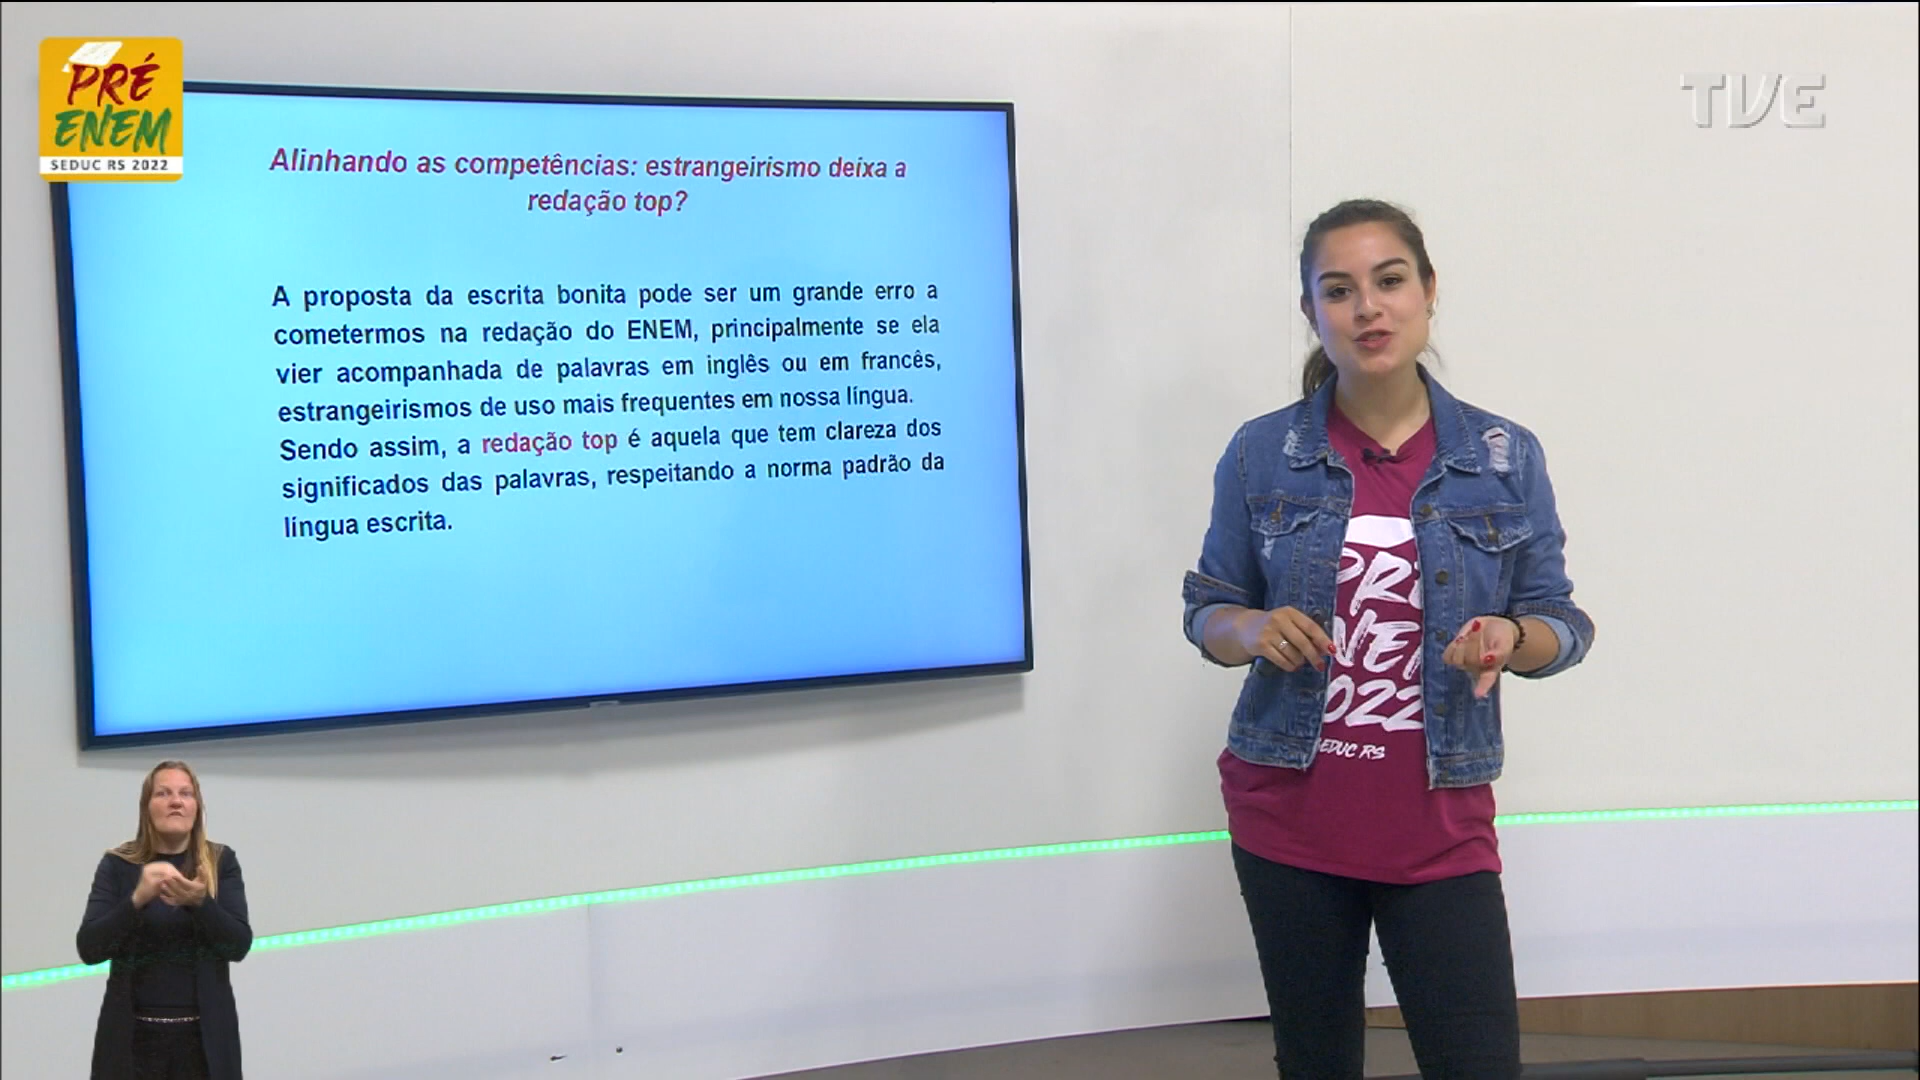 PRÉ
ENEM
SEDUC RS 2022
TVE
Alinhando as competências: estrangeirismo deixa a
redação top?
A proposta da escrita bonita pode ser um grande erro a
cometermos na redação do ENEM, principalmente se ela
vier acompanhada de palavras em inglês ou em francês,
estrangeirismos de uso mais frequentes em nossa língua.
Sendo assim, a redação top é aquela que tem clareza dos
significados das palavras, respeitando a norma padrão da
língua escrita.
PRÉ
NEM
2022
SEDUC RS